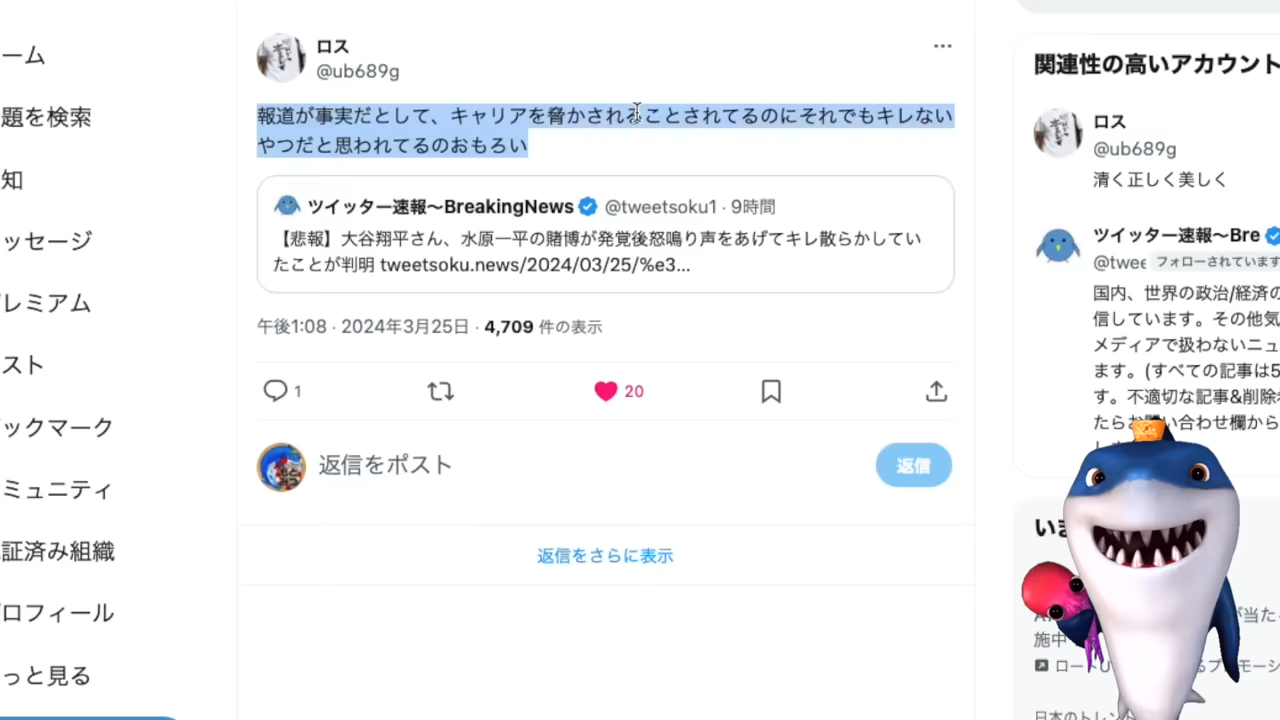 ーム
題を検索
知
ッセージ
レミアム
スト
ックマーク
ミュニティ
証済み組織
ロフィール
っと見る
ロス
@ub689g
報道が事実だとして、キャリアを脅かされることされてるのにそれでもキレない
やつだと思われてるのおもろい
ツイッター速報〜BreakingNews @tweetsoku1 · 9時間
【悲報】大谷翔平さん、水原一平の賭博が発覚後怒鳴り声をあげてキレ散らかしてい
たことが判明 tweetsoku.news/2024/03/25/%e3...
午後1:08 · 2024年3月25日 · 4,709 件の表示
1
20
返信をポスト
返信
返信をさらに表示
関連性の高いアカウント
ロス
@ub689g
清く正しく美しく
ツイッター速報〜Bre
@twee フォローされています
国内、世界の政治/経済の
信しています。その他気
メディアで扱わないニュ
ます。(すべての記事は5
す。不適切な記事&削除
たらお い合わせ欄から
い
が当た
施中
ロート
モーシ
日本のトレン